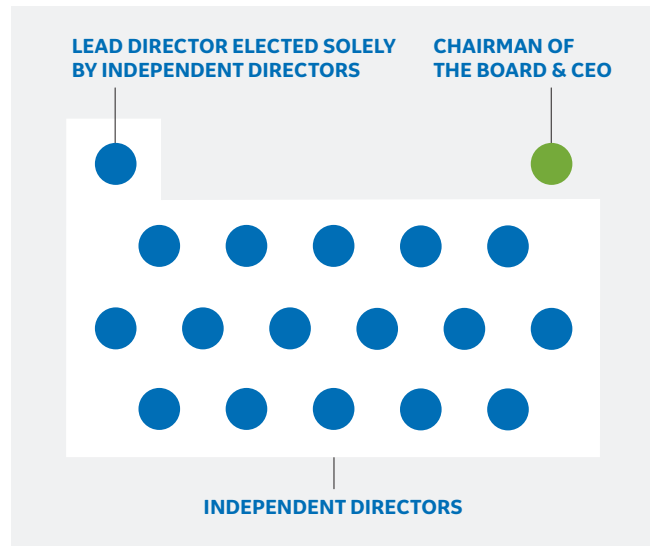 LEAD DIRECTOR ELECTED SOLELY
BY INDEPENDENT DIRECTORS
CHAIRMAN OF
THE BOARD & CEO
INDEPENDENT DIRECTORS